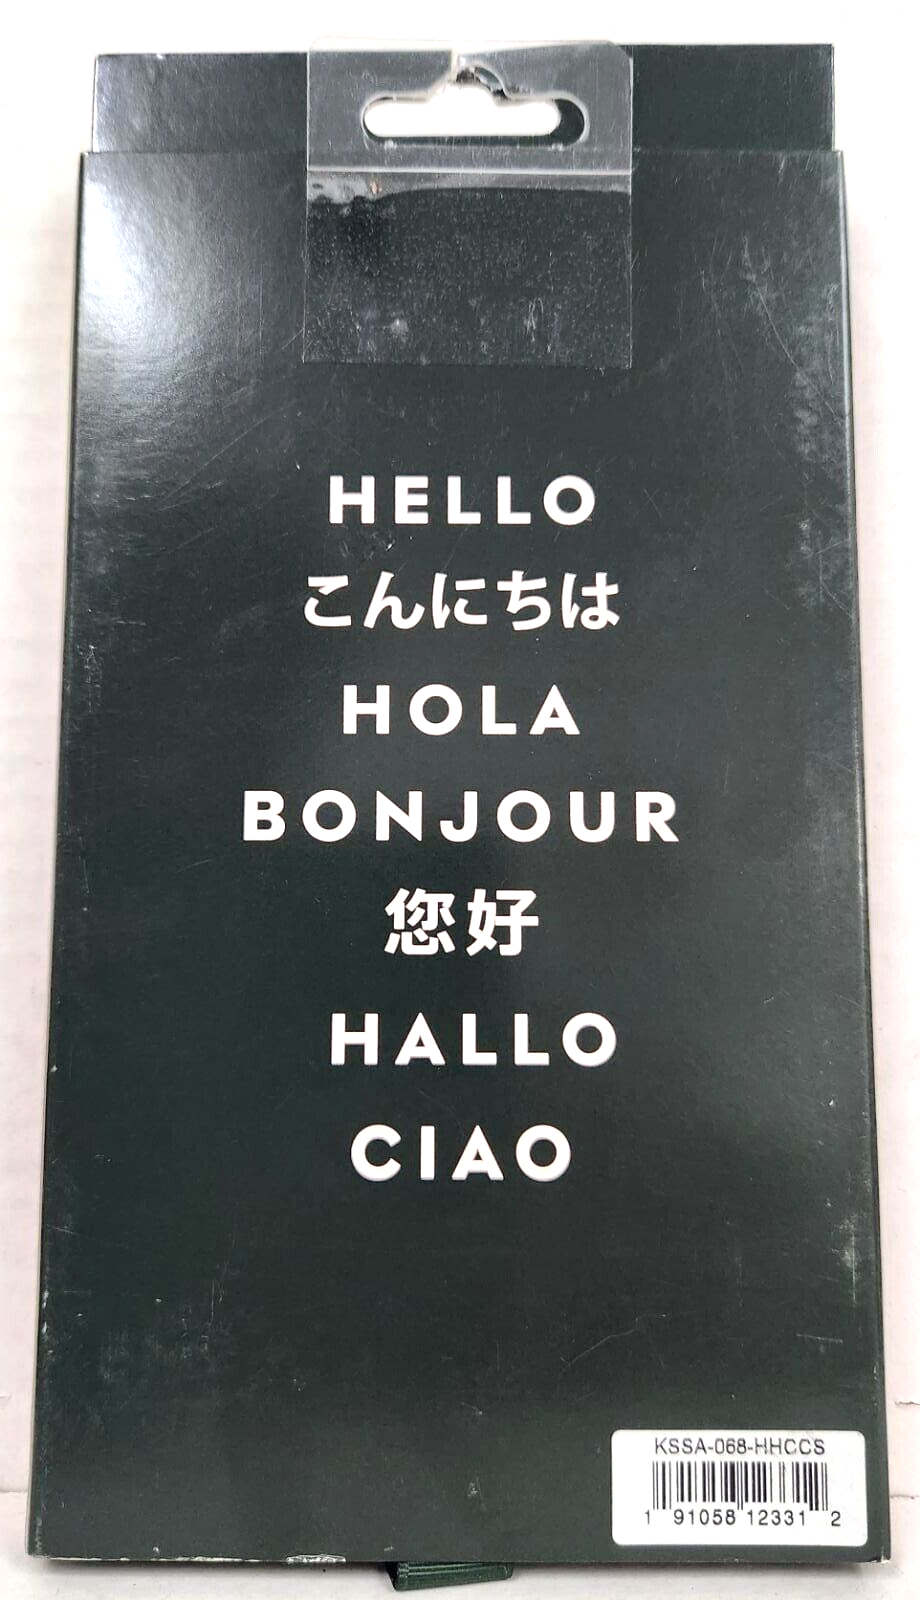 HELLO
こんにちは
HOLA
BONJOUR
您好
HALLO
CIAO
KSSA-068-HHCCS
1 91058 12331 2